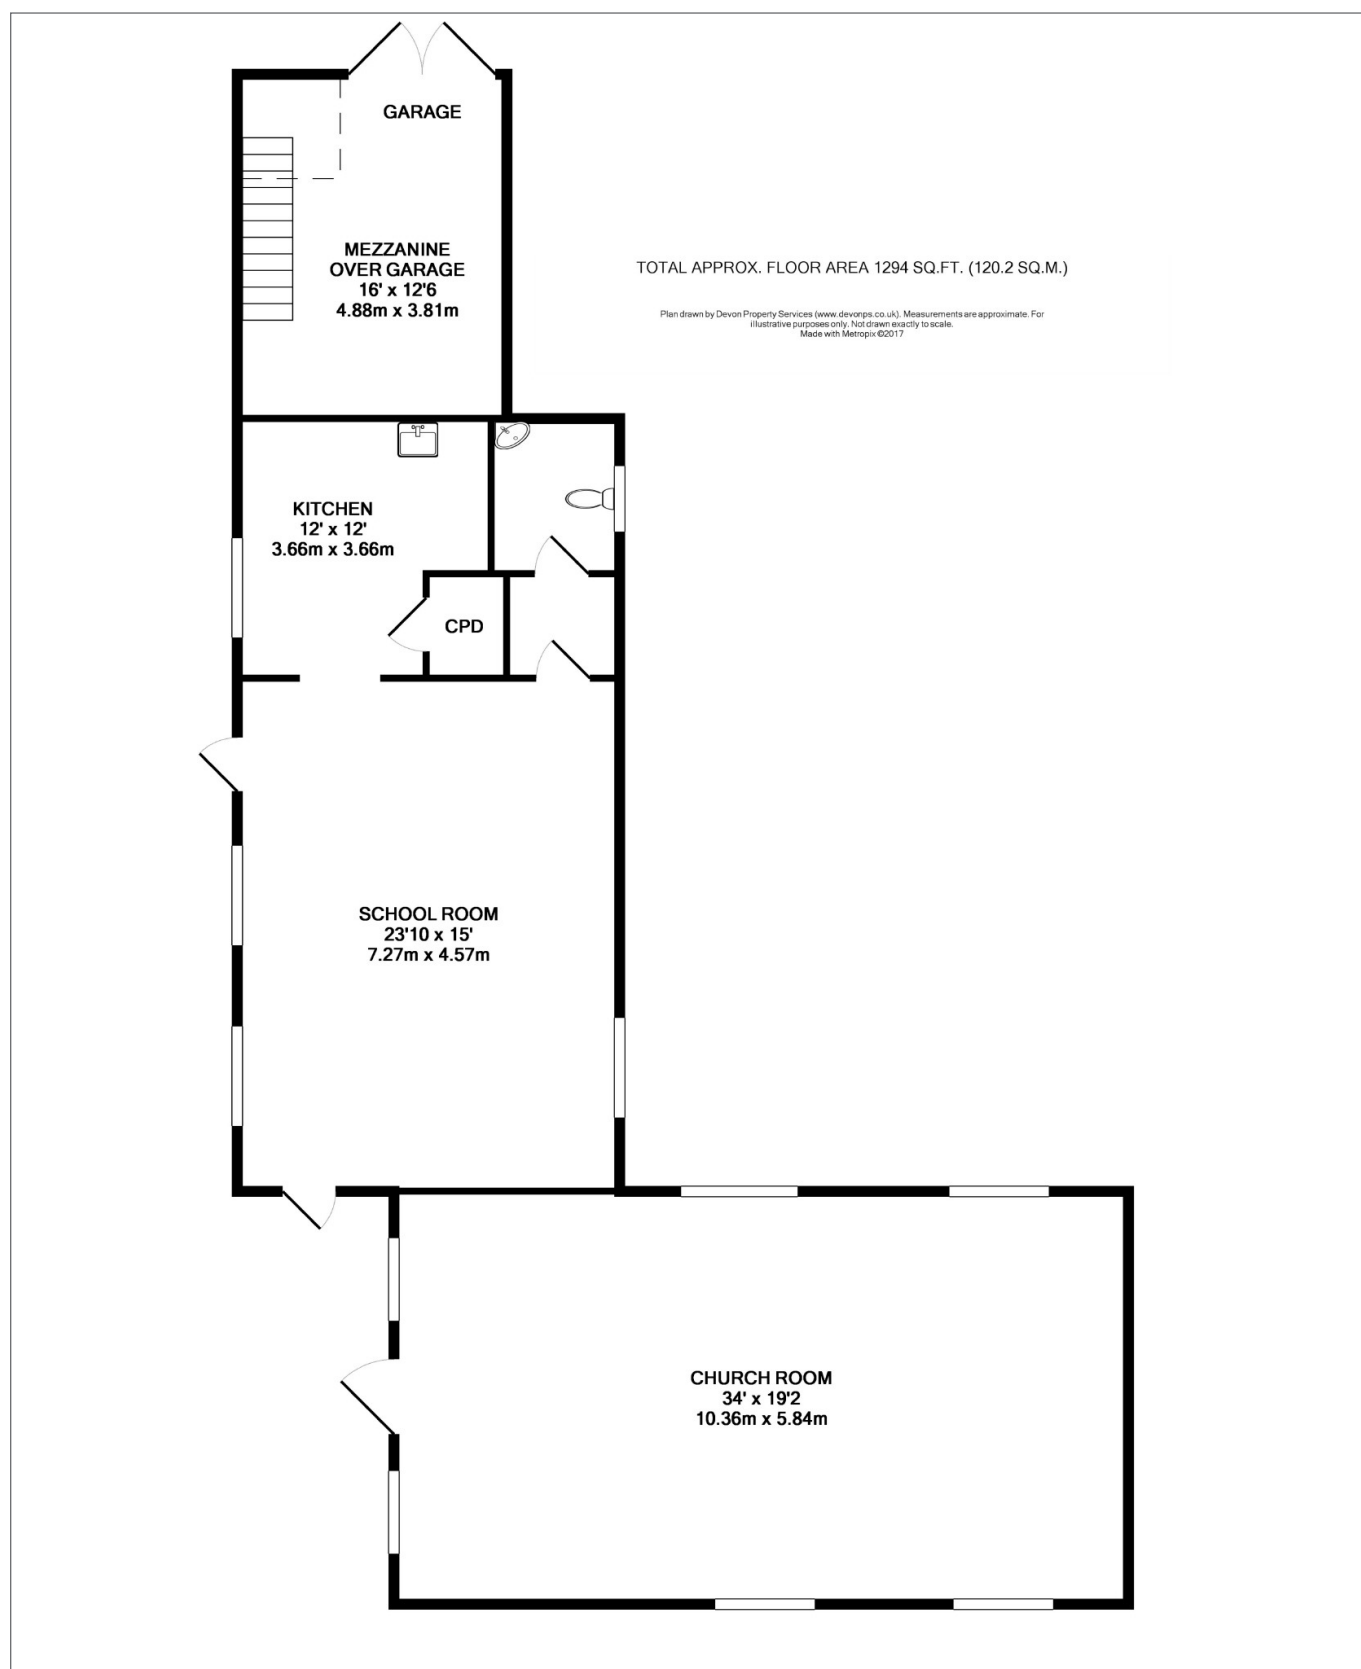 GARAGE
MEZZANINE
OVER GARAGE
16' x 12'6
4.88m x 3.81m
TOTAL APPROX. FLOOR AREA 1294 SQ.FT. (120.2 SQ.M.)
Plan drawn by Devon Property Services (www.devonps.co.uk). Measurements are approximate. For
illustrative purposes only. Not drawn exactly to scale.
Made with Metropix ©2017
KITCHEN
12' x 12'
3.66m x 3.66m
CPD
SCHOOL ROOM
23'10 x 15'
7.27m x 4.57m
CHURCH ROOM
34' x 19'2
10.36m x 5.84m